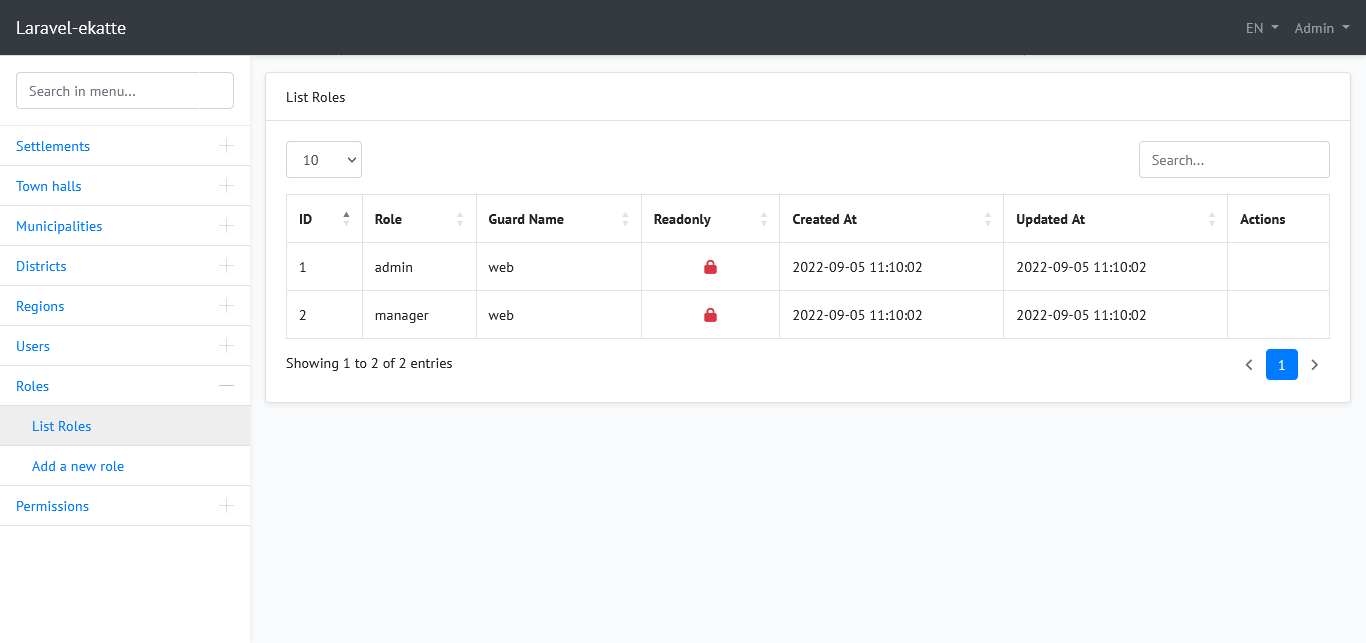 Laravel-ekatte
EN Admin
Search in menu...
Settlements
Town halls
Municipalities
Districts
Regions
Users
Roles
List Roles
Add a new role
Permissions
List Roles
10 Search...
ID Role Guard Name Readonly Created At Updated At Actions
1 admin web 2022-09-05 11:10:02 2022-09-05 11:10:02
2 manager web 2022-09-05 11:10:02 2022-09-05 11:10:02
Showing 1 to 2 of 2 entries 1